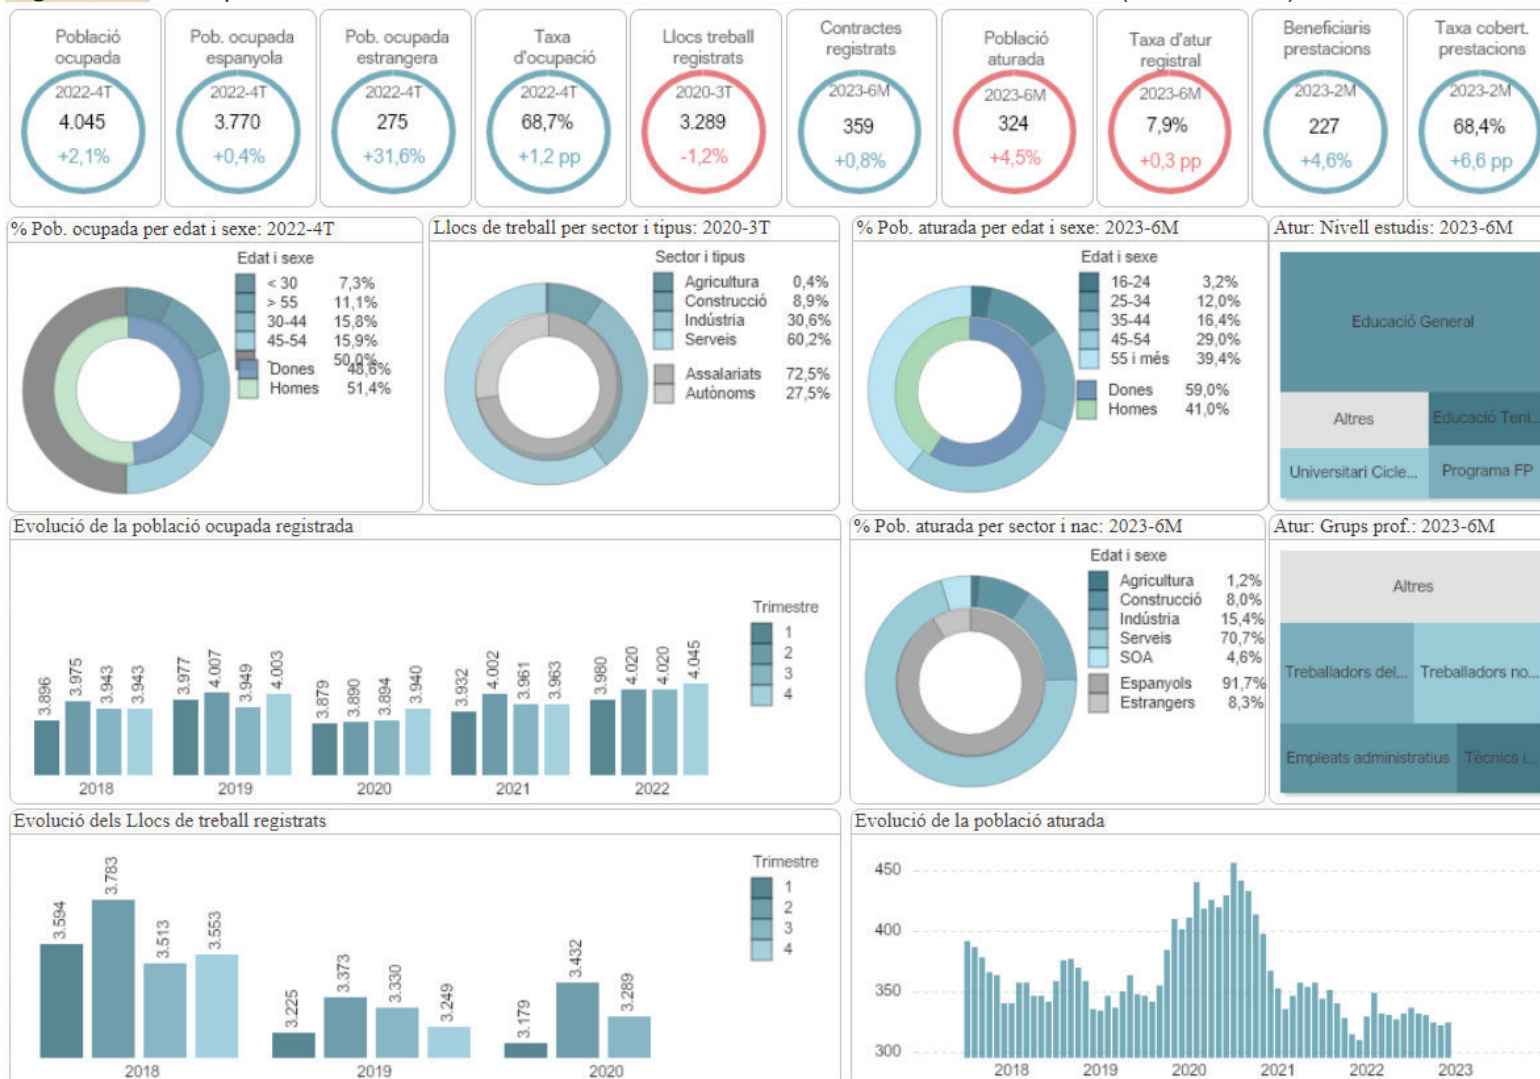 Població
ocupada
2022-4T
4.045
+2,1%
Pob. ocupada
espanyola
2022-4T
3.770
+0,4%
Pob. ocupada
estrangera
2022-4T
275
+31,6%
Taxa
d'ocupació
2022-4T
68,7%
+1,2 pp
Llocs treball
registrats
2020-3T
3.289
-1,2%
Contractes
registrats
2023-6M
359
+0,8%
Població
aturada
2023-6M
324
+4,5%
Taxa d'atur
registral
2023-6M
7,9%
+0,3 pp
Beneficiaris
prestacions
2023-2M
227
+4,6%
Taxa cobert.
prestacions
2023-2M
68,4%
+6,6 pp
% Pob. ocupada per edat i sexe: 2022-4T
Edat i sexe
< 30 7,3%
> 55 11,1%
30-44 15,8%
45-54 15,9%
- 50,0%
Dones 48,6%
Homes 51,4%
Llocs de treball per sector i tipus: 2020-3T
Sector i tipus
Agricultura 0,4%
Construcció 8,9%
Indústria 30,6%
Serveis 60,2%
Assalariats 72,5%
Autònoms 27,5%
% Pob. aturada per edat i sexe: 2023-6M
Edat i sexe
16-24 3,2%
25-34 12,0%
35-44 16,4%
45-54 29,0%
55 i més 39,4%
Dones 59,0%
Homes 41,0%
Atur: Nivell estudis: 2023-6M
Educació General
Altres
Educació Teni...
Universitari Cicle...
Programa FP
Evolució de la població ocupada registrada
Trimestre
1
2
3
4
3.896
3.975
3.943
3.943
3.977
4.007
3.949
4.003
3.879
3.890
3.894
3.940
3.932
4.002
3.961
3.963
3.980
4.020
4.020
4.045
2018
2019
2020
2021
2022
% Pob. aturada per sector i nac: 2023-6M
Edat i sexe
Agricultura 1,2%
Construcció 8,0%
Indústria 15,4%
Serveis 70,7%
SOA 4,6%
Espanyols 91,7%
Estrangers 8,3%
Atur: Grups prof.: 2023-6M
Altres
Treballadors del...
Treballadors no...
Empleats administratius
Tècnics i...
Evolució dels Llocs de treball registrats
Trimestre
1
2
3
4
3.594
3.783
3.513
3.553
3.225
3.373
3.330
3.249
3.179
3.432
3.289
2018
2019
2020
Evolució de la població aturada
450
400
350
300
2018
2019
2020
2021
2022
2023